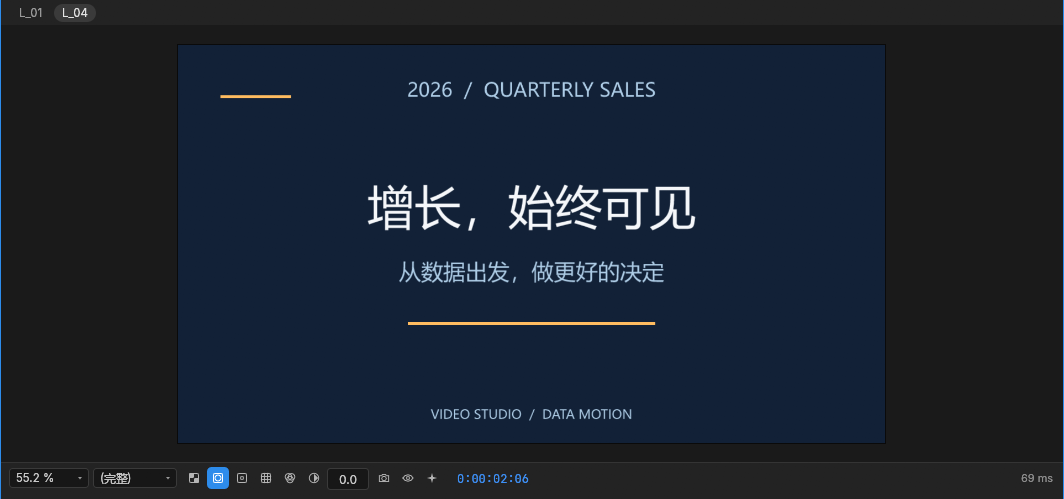 L_01 L_04
2026 / QUARTERLY SALES
增长，始终可见
从数据出发，做更好的决定
VIDEO STUDIO / DATA MOTION
55.2 % (完整) 0.0 0:00:02:06 69 ms